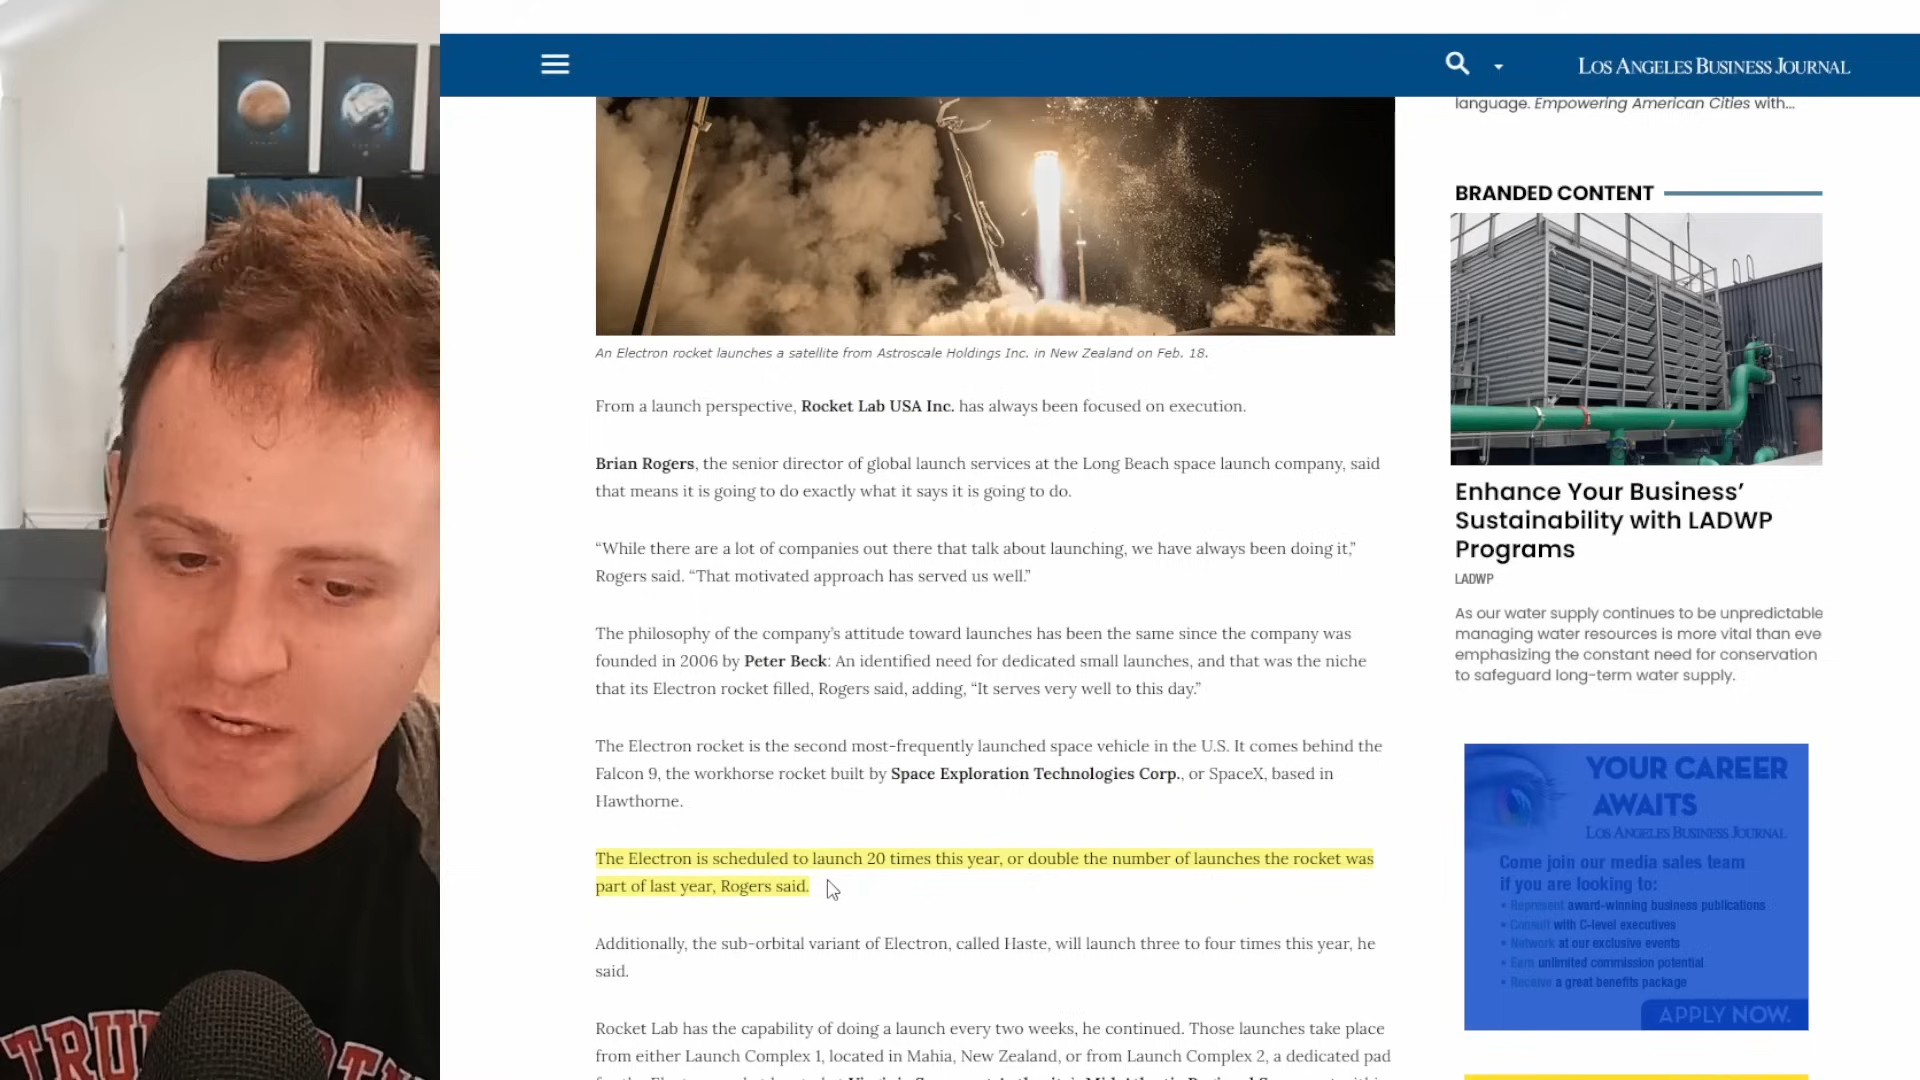 LOS ANGELES BUSINESS JOURNAL
language. Empowering American Cities with...
An Electron rocket launches a satellite from Astroscale Holdings Inc. in New Zealand on Feb. 18.
From a launch perspective, Rocket Lab USA Inc. has always been focused on execution.
Brian Rogers, the senior director of global launch services at the Long Beach space launch company, said
that means it is going to do exactly what it says it is going to do.
“While there are a lot of companies out there that talk about launching, we have always been doing it,”
Rogers said. “That motivated approach has served us well.”
The philosophy of the company’s attitude toward launches has been the same since the company was
founded in 2006 by Peter Beck: An identified need for dedicated small launches, and that was the niche
that its Electron rocket filled, Rogers said, adding, “It serves very well to this day.”
The Electron rocket is the second most-frequently launched space vehicle in the U.S. It comes behind the
Falcon 9, the workhorse rocket built by Space Exploration Technologies Corp., or SpaceX, based in
Hawthorne.
The Electron is scheduled to launch 20 times this year, or double the number of launches the rocket was
part of last year, Rogers said.
Additionally, the sub-orbital variant of Electron, called Haste, will launch three to four times this year, he
said.
Rocket Lab has the capability of doing a launch every two weeks, he continued. Those launches take place
from either Launch Complex 1, located in Mahia, New Zealand, or from Launch Complex 2, a dedicated pad
BRANDED CONTENT
Enhance Your Business’
Sustainability with LADWP
Programs
LADWP
As our water supply continues to be unpredictable
managing water resources is more vital than eve
emphasizing the constant need for conservation
to safeguard long-term water supply.
YOUR CAREER
AWAITS
LOS ANGELES BUSINESS JOURNAL
Come join our media sales team
if you are looking to:
• Represent award-winning business publications
• Consult with C-level executives
• Network at our exclusive events
• Earn unlimited commission potential
• Receive a great benefits package
APPLY NOW.